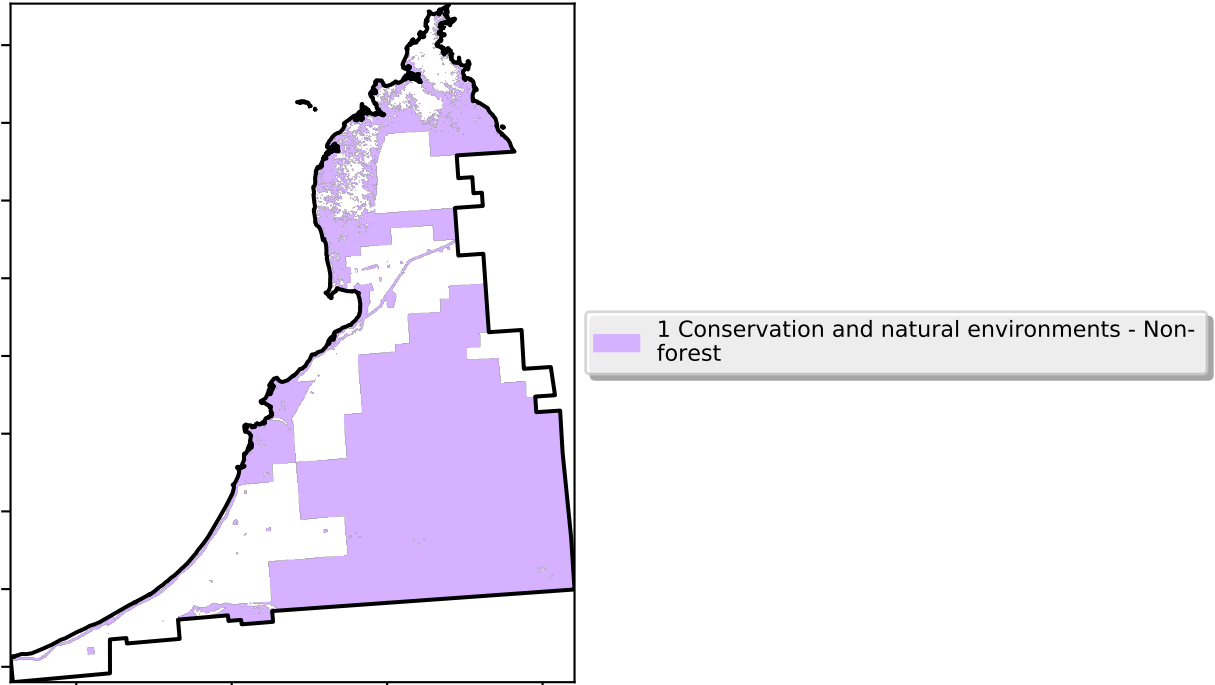 1 Conservation and natural environments - Non-
forest